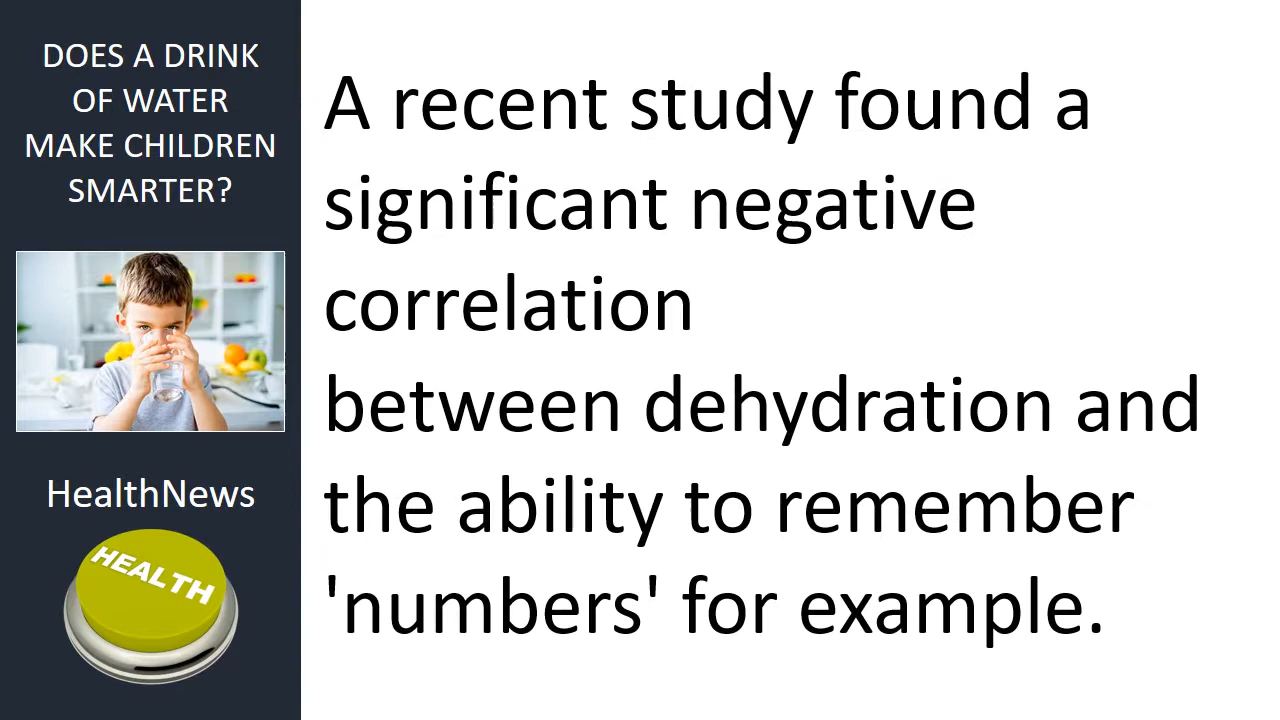 DOES A DRINK
OF WATER
MAKE CHILDREN
SMARTER?
HealthNews
HEALTH
A recent study found a
significant negative
correlation
between dehydration and
the ability to remember
'numbers' for example.